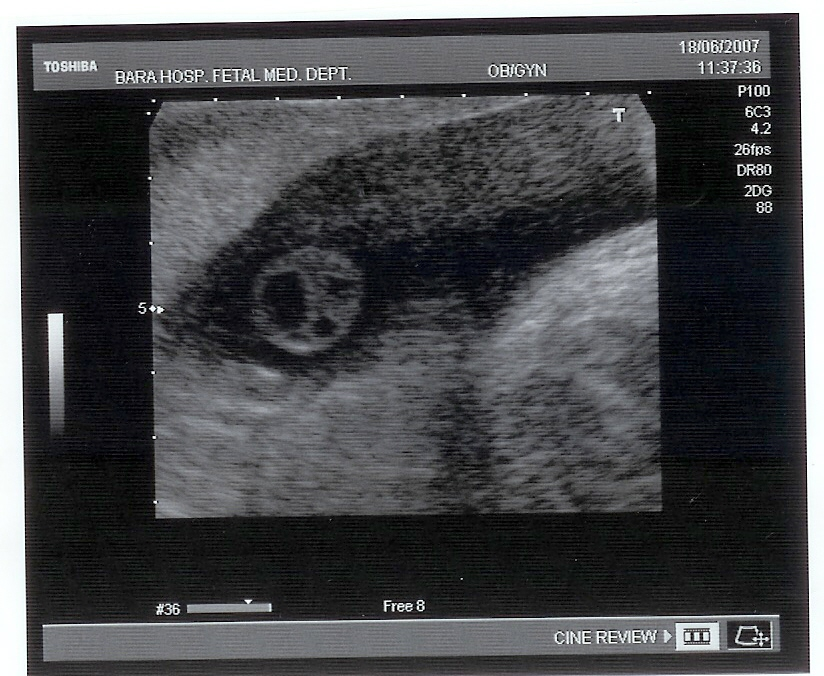 TOSHIBA BARA HOSP. FETAL MED. DEPT. OB/GYN 18/06/2007
11:37:36
P100
6C3
4.2
26fps
DR80
2DG
88
T
5
#36 Free 8
CINE REVIEW